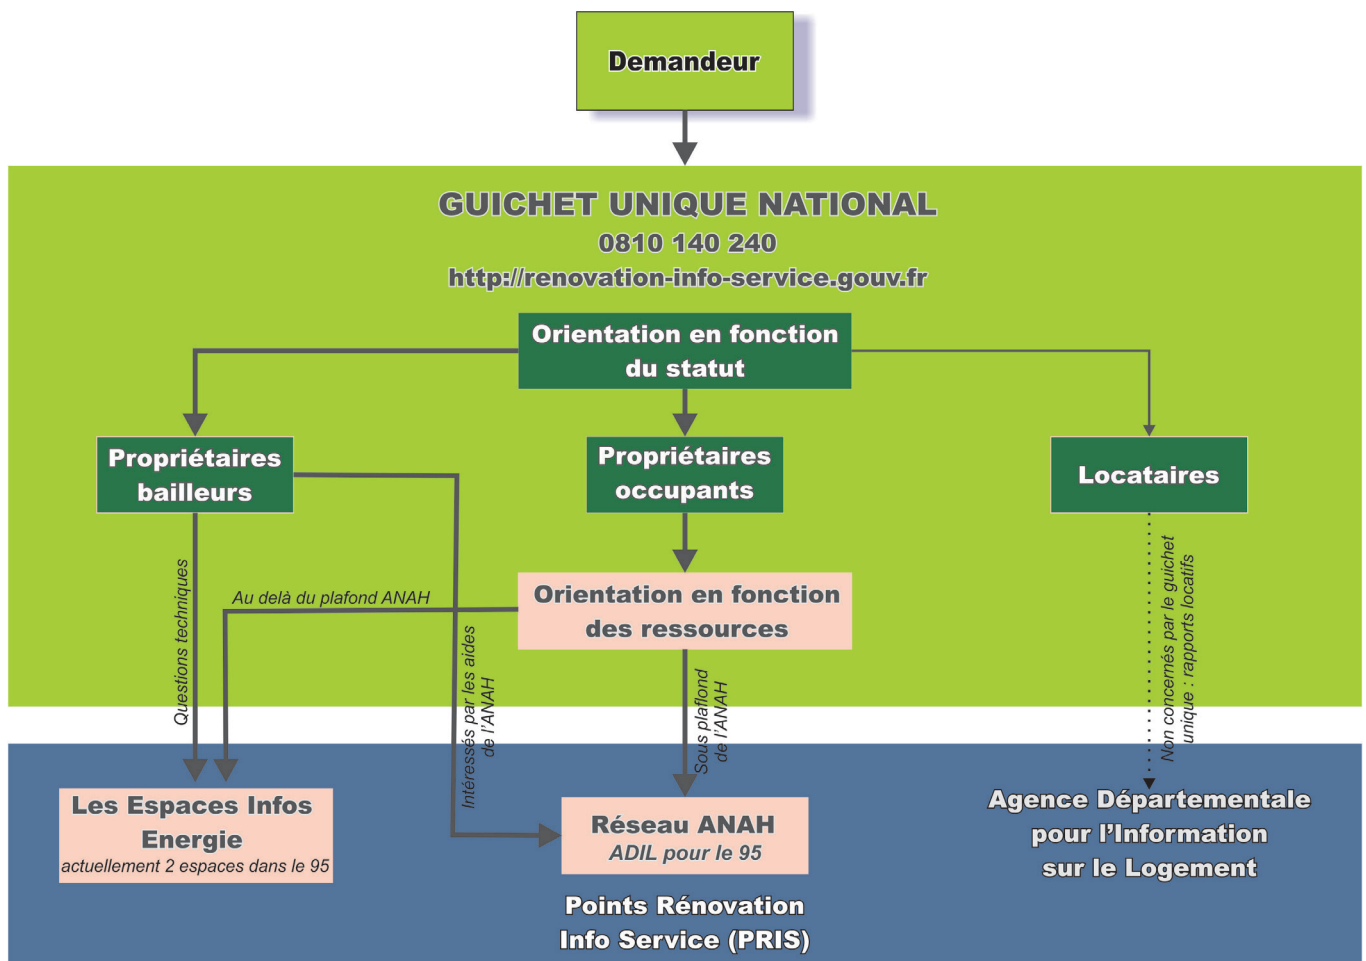 Demandeur
GUICHET UNIQUE NATIONAL
0810 140 240
http://renovation-info-service.gouv.fr
Orientation en fonction
du statut
Propriétaires
bailleurs
Propriétaires
occupants
Locataires
Questions techniques
Au delà du plafond ANAH
Intéressés par les aides
de l'ANAH
Orientation en fonction
des ressources
Sous plaflond
de l'ANAH
Non concernés par le guichet
unique : rapports locatifs
Les Espaces Infos
Energie
actuellement 2 espaces dans le 95
Réseau ANAH
ADIL pour le 95
Agence Départementale
pour l'Information
sur le Logement
Points Rénovation
Info Service (PRIS)